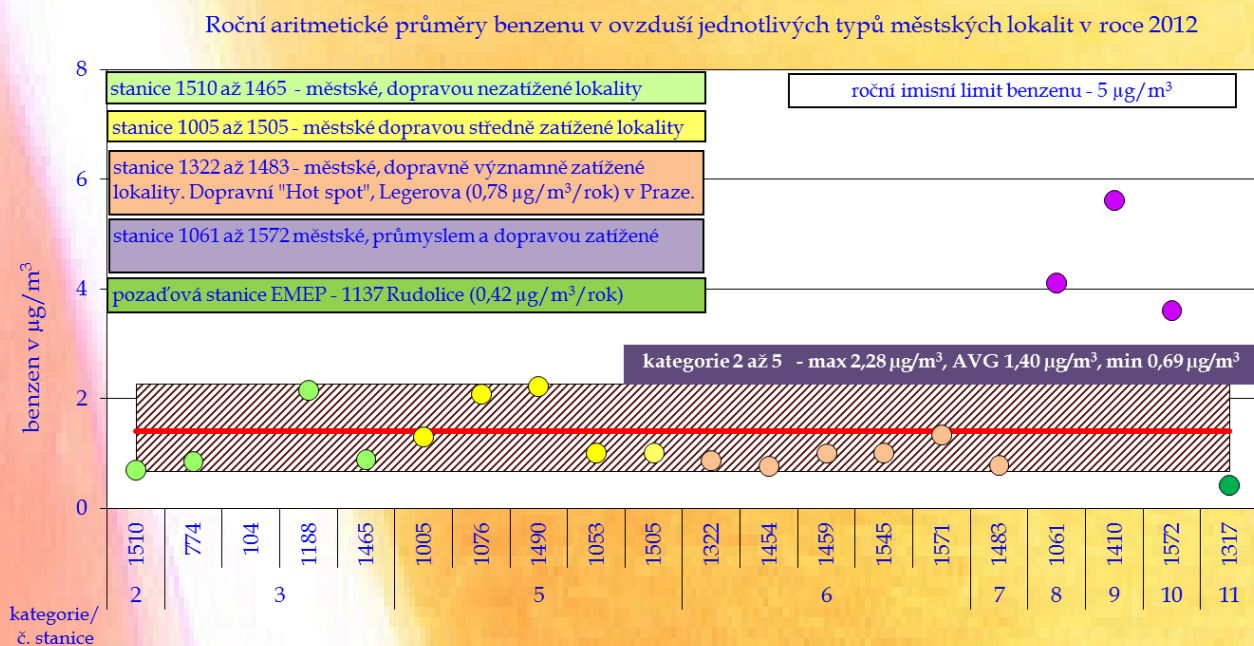 Roční aritmetické průměry benzenu v ovzduší jednotlivých typů městských lokalit v roce 2012
8
6
4
2
0
benzen v µg/m³
stanice 1510 až 1465 - městské, dopravou nezatížené lokality
roční imisní limit benzenu - 5 µg/m³
stanice 1005 až 1505 - městské dopravou středně zatížené lokality
stanice 1322 až 1483 - městské, dopravně významně zatížené
lokality. Dopravní "Hot spot", Legerova (0,78 µg/m³/rok) v Praze.
stanice 1061 až 1572 městské, průmyslem a dopravou zatížené
pozaďová stanice EMEP - 1137 Rudolice (0,42 µg/m³/rok)
kategorie 2 až 5 - max 2,28 µg/m³, AVG 1,40 µg/m³, min 0,69 µg/m³
1510 774 104 1188 1465 1005 1076 1490 1053 1505 1322 1454 1459 1545 1571 1483 1061 1410 1572 1317
2 3 5 6 7 8 9 10 11
kategorie/
č. stanice